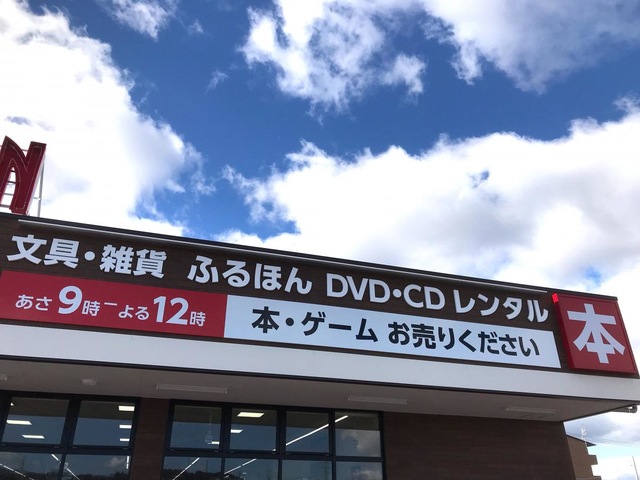 文具・雑貨 ふるほん DVD・CD レンタル
あさ9時ーよる12時
本・ゲーム お売りください
本